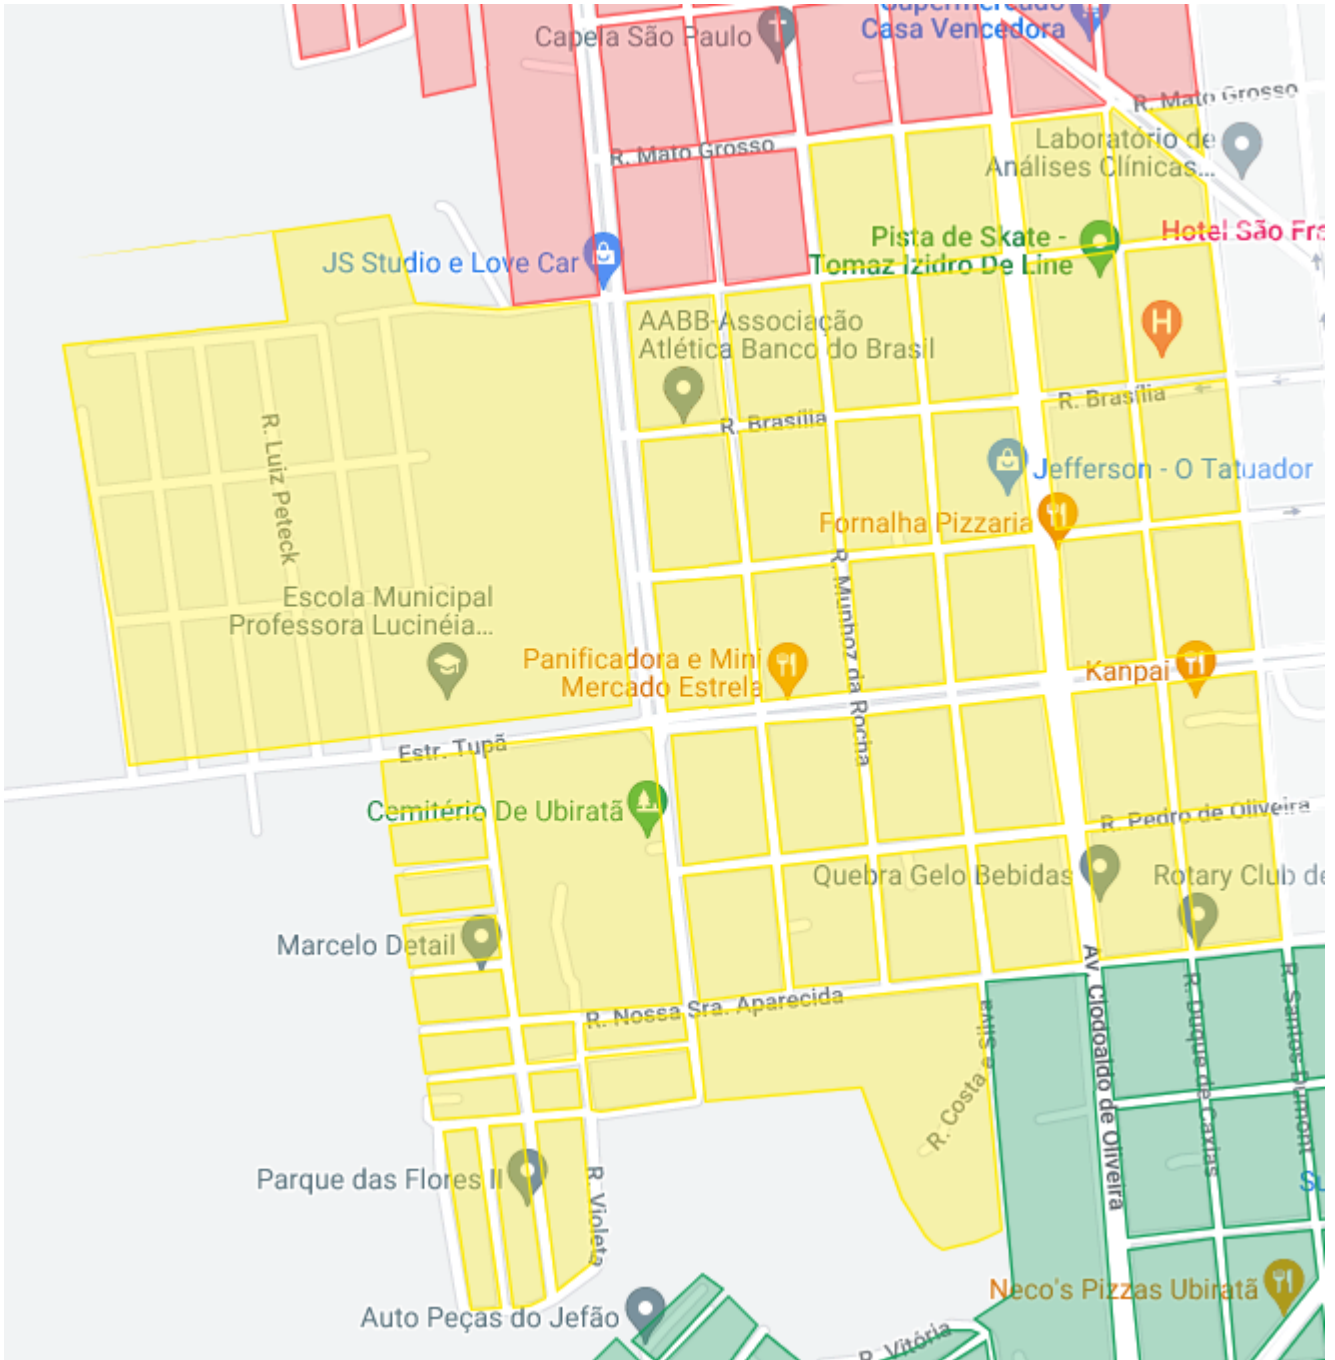 Supermercado
Casa Vencedora
Capela São Paulo
R. Mato Grosso
R. Mato Grosso
Laboratório de
Análises Clínicas...
Pista de Skate -
Tomaz Izidro De Line
Hotel São Fra
JS Studio e Love Car
AABB-Associação
Atlética Banco do Brasil
H
R. Brasília
R. Brasília
R. Luiz Peteck
Jefferson - O Tatuador
Fornalha Pizzaria
R. Munhoz da Rocha
Escola Municipal
Professora Lucinéia...
Panificadora e Mini
Mercado Estrela
Kanpai
Estr. Tupã
Cemitério De Ubiratã
R. Pedro de Oliveira
Quebra Gelo Bebidas
Rotary Club de
Marcelo Detail
R. Nossa Sra. Aparecida
R. Costa e Silva
Av. Clodoaldo de Oliveira
R. Duque de Caxias
R. Santos Dumont
Parque das Flores II
R. Violeta
Su
Neco's Pizzas Ubiratã
Auto Peças do Jefão
R. Vitória